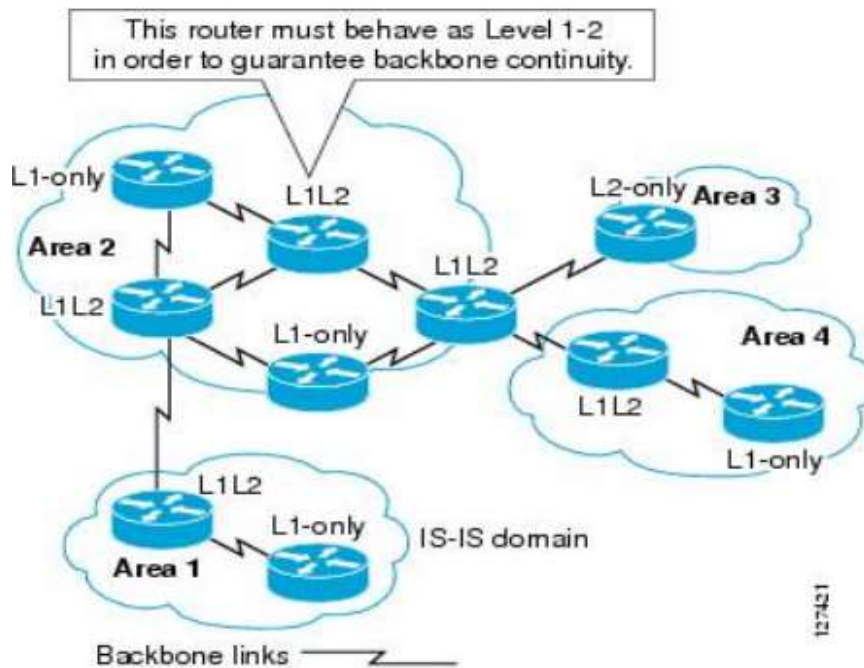 This router must behave as Level 1-2
in order to guarantee backbone continuity.
L1-only
L1L2
L2-only
Area 3
Area 2
L1L2
L1L2
L1-only
Area 4
L1L2
L1-only
L1L2
L1-only
IS-IS domain
Area 1
Backbone links
127421